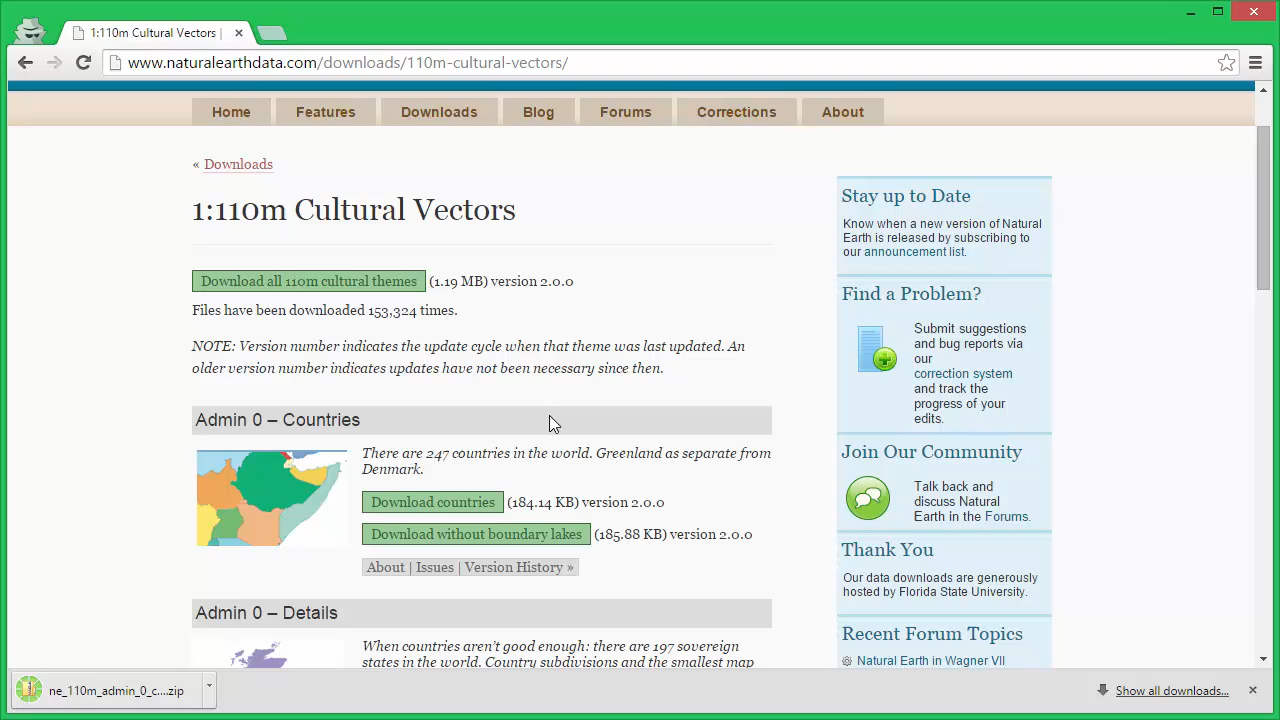 1:110m Cultural Vectors |
www.naturalearthdata.com/downloads/110m-cultural-vectors/
Home Features Downloads Blog Forums Corrections About
« Downloads
1:110m Cultural Vectors
Download all 110m cultural themes (1.19 MB) version 2.0.0
Files have been downloaded 153,324 times.
NOTE: Version number indicates the update cycle when that theme was last updated. An
older version number indicates updates have not been necessary since then.
Admin 0 – Countries
There are 247 countries in the world. Greenland as separate from
Denmark.
Download countries (184.14 KB) version 2.0.0
Download without boundary lakes (185.88 KB) version 2.0.0
About | Issues | Version History »
Admin 0 – Details
When countries aren't good enough: there are 197 sovereign
states in the world. Country subdivisions and the smallest map
Stay up to Date
Know when a new version of Natural
Earth is released by subscribing to
our announcement list.
Find a Problem?
Submit suggestions
and bug reports via
our
correction system
and track the
progress of your
edits.
Join Our Community
Talk back and
discuss Natural
Earth in the Forums.
Thank You
Our data downloads are generously
hosted by Florida State University.
Recent Forum Topics
Natural Earth in Wagner VII
ne_110m_admin_0_c....zip
Show all downloads...